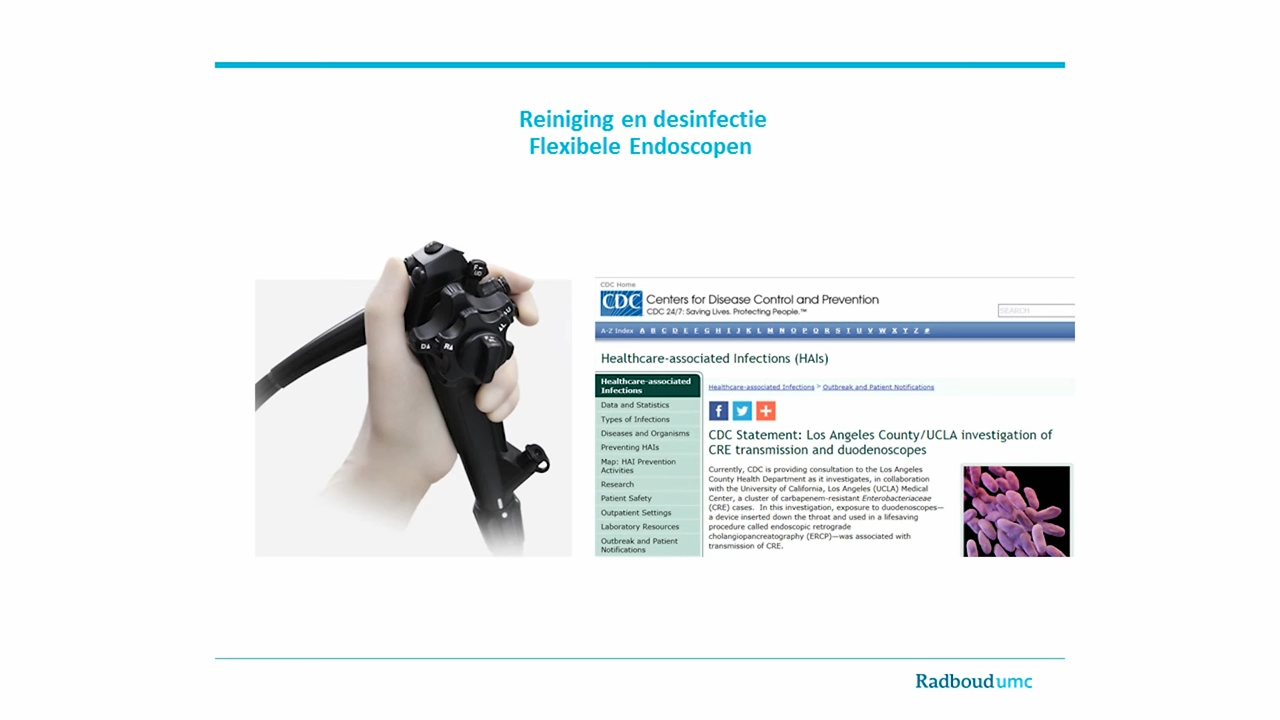 Reiniging en desinfectie
Flexibele Endoscopen
DA RA
CDC Home
CDC Centers for Disease Control and Prevention
CDC 24/7: Saving Lives. Protecting People.™
SEARCH
A-Z Index A B C D E F G H I J K L M N O P Q R S T U V W X Y Z #
Healthcare-associated Infections (HAIs)
Healthcare-associated
Infections
Data and Statistics
Types of Infections
Diseases and Organisms
Preventing HAIs
Map: HAI Prevention
Activities
Research
Patient Safety
Outpatient Settings
Laboratory Resources
Outbreak and Patient
Notifications
Healthcare-associated Infections > Outbreak and Patient Notifications
CDC Statement: Los Angeles County/UCLA investigation of
CRE transmission and duodenoscopes
Currently, CDC is providing consultation to the Los Angeles
County Health Department as it investigates, in collaboration
with the University of California, Los Angeles (UCLA) Medical
Center, a cluster of carbapenem-resistant Enterobacteriaceae
(CRE) cases. In this investigation, exposure to duodenoscopes—
a device inserted down the throat and used in a lifesaving
procedure called endoscopic retrograde
cholangiopancreatography (ERCP)—was associated with
transmission of CRE.
Radboudumc